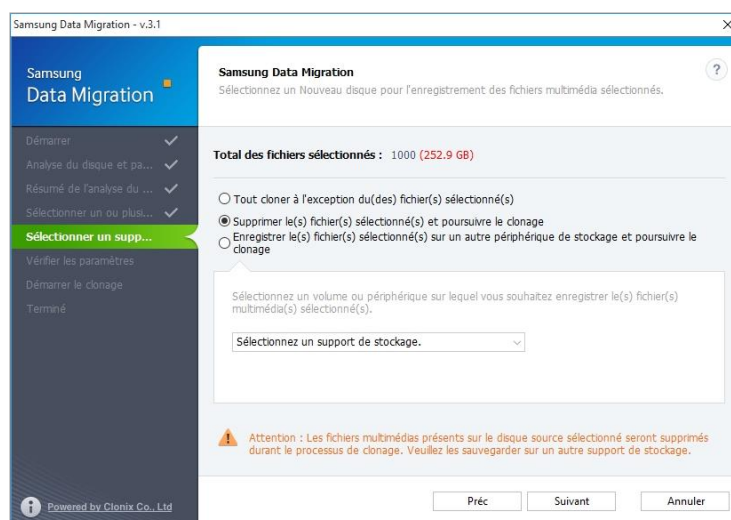 Samsung Data Migration - v.3.1
Samsung
Data Migration
Démarrer
Analyse du disque et pa...
Résumé de l'analyse du ...
Sélectionner un ou plusi...
Sélectionner un supp...
Vérifier les paramètres
Démarrer le clonage
Terminé
Powered by Clonix Co., Ltd
Samsung Data Migration
Sélectionnez un Nouveau disque pour l'enregistrement des fichiers multimédia sélectionnés.
?
Total des fichiers sélectionnés : 1000 (252.9 GB)
Tout cloner à l'exception du(des) fichier(s) sélectionné(s)
Supprimer le(s) fichier(s) sélectionné(s) et poursuivre le clonage
Enregistrer le(s) fichier(s) sélectionné(s) sur un autre périphérique de stockage et poursuivre le
clonage
Sélectionnez un volume ou périphérique sur lequel vous souhaitez enregistrer le(s) fichier(s)
multimédia(s) sélectionné(s).
Sélectionnez un support de stockage.
Attention : Les fichiers multimédias présents sur le disque source sélectionné seront supprimés
durant le processus de clonage. Veuillez les sauvegarder sur un autre support de stockage.
Préc
Suivant
Annuler